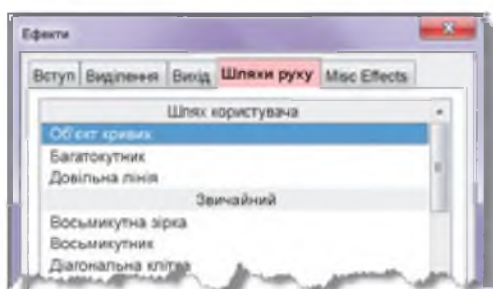 Ефекти
Вступ Виділення Вихід Шляхи руху Misc Effects
Шлях користувача
Об'єкт кривих
Багатокутник
Довільна лінія
Звичайний
Восьмикутна зірка
Восьмикутник
Діагональна клітка